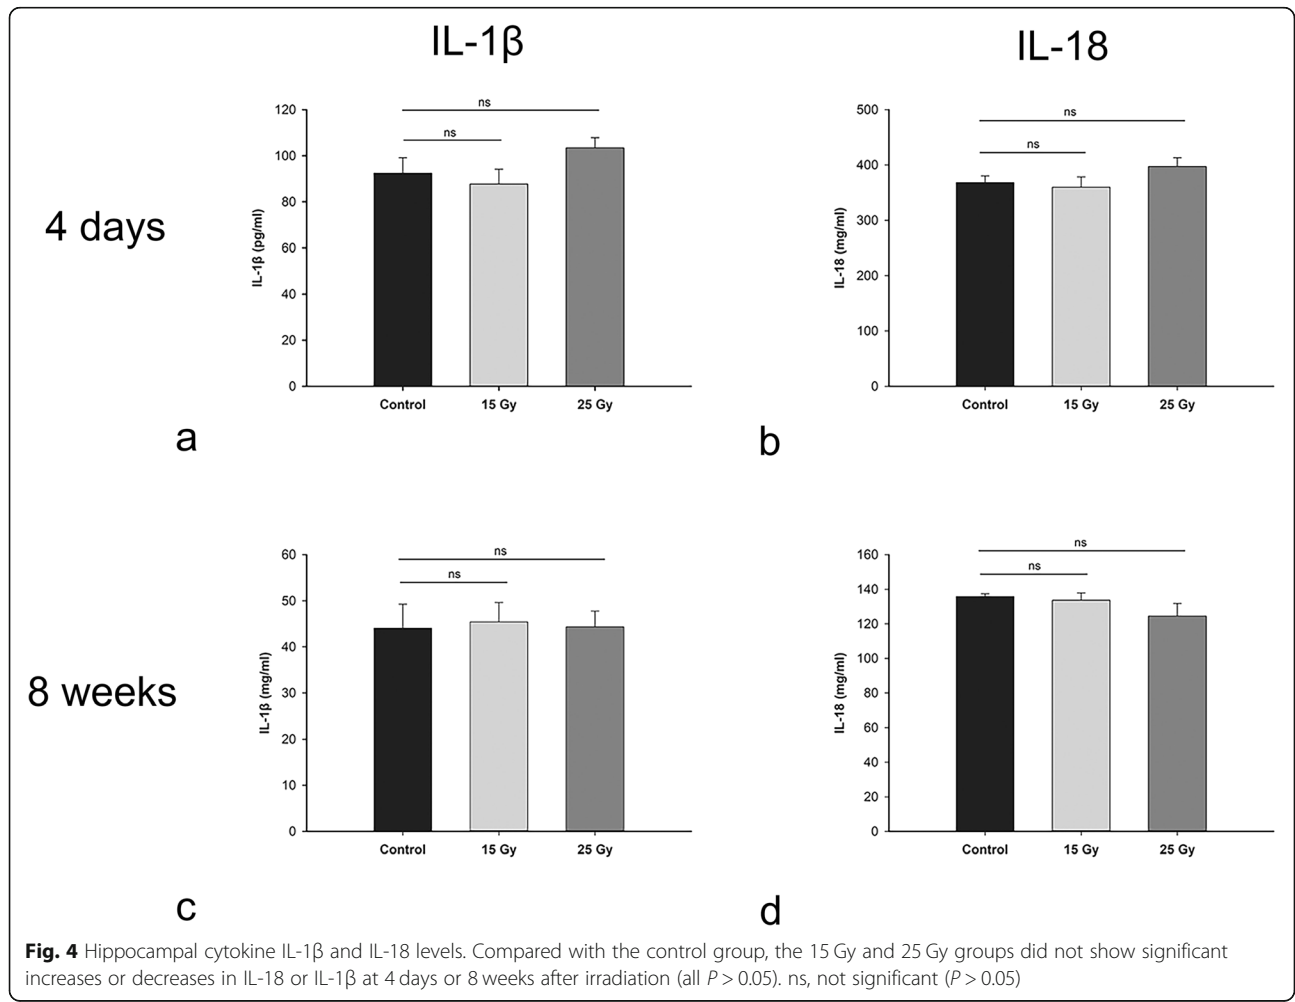 IL-1β
IL-18
4 days
ns
ns
120
100
80
60
40
20
0
IL-1β (pg/ml)
Control
15 Gy
25 Gy
a
ns
ns
500
400
300
200
100
0
IL-18 (mg/ml)
Control
15 Gy
25 Gy
b
8 weeks
ns
ns
60
50
40
30
20
10
0
IL-1β (mg/ml)
Control
15 Gy
25 Gy
c
ns
ns
160
140
120
100
80
60
40
20
0
IL-18 (mg/ml)
Control
15 Gy
25 Gy
d
Fig. 4 Hippocampal cytokine IL-1β and IL-18 levels. Compared with the control group, the 15 Gy and 25 Gy groups did not show significant
increases or decreases in IL-18 or IL-1β at 4 days or 8 weeks after irradiation (all P > 0.05). ns, not significant (P > 0.05)